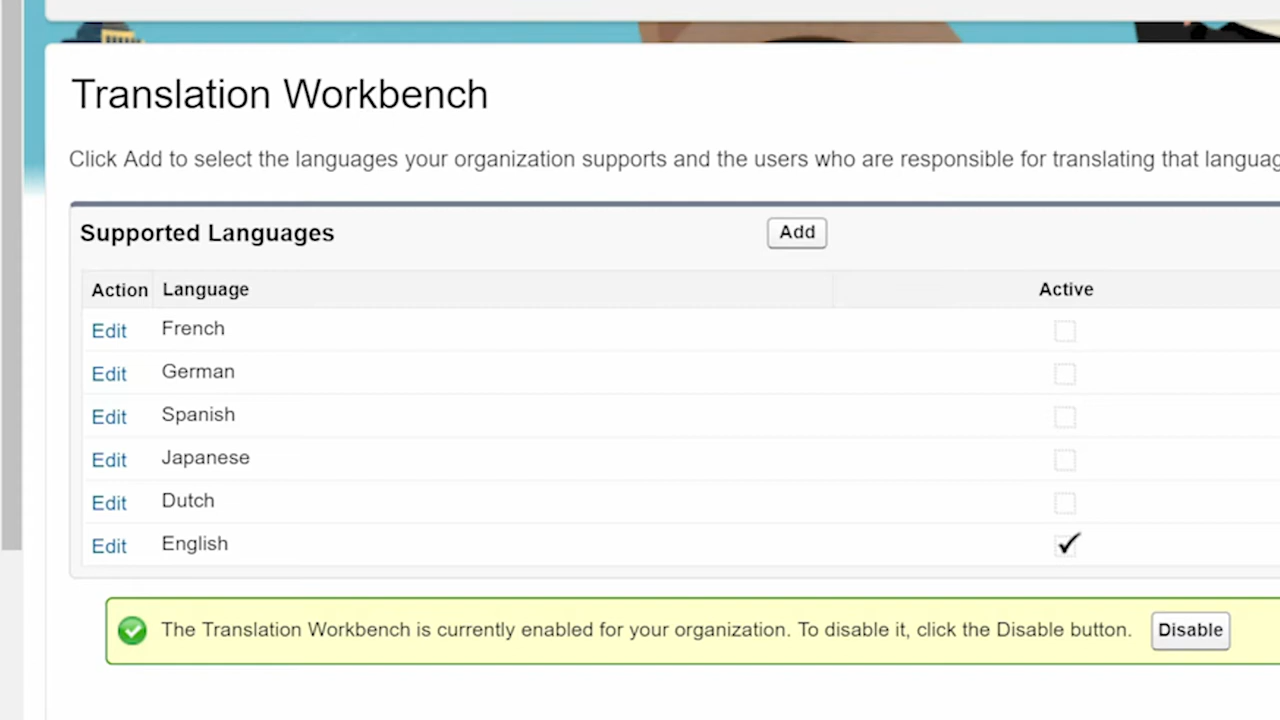 Translation Workbench
Click Add to select the languages your organization supports and the users who are responsible for translating that
Supported Languages Add
Action Language Active
Edit French
Edit German
Edit Spanish
Edit Japanese
Edit Dutch
Edit English
The Translation Workbench is currently enabled for your organization. To disable it, click the Disable button. Disable